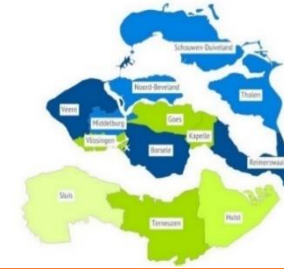 Schouwen-Duiveland
Noord-Beveland
Tholen
Veere
Middelburg
Goes
Vlissingen
Kapelle
Borsele
Reimerswaal
Sluis
Terneuzen
Hulst